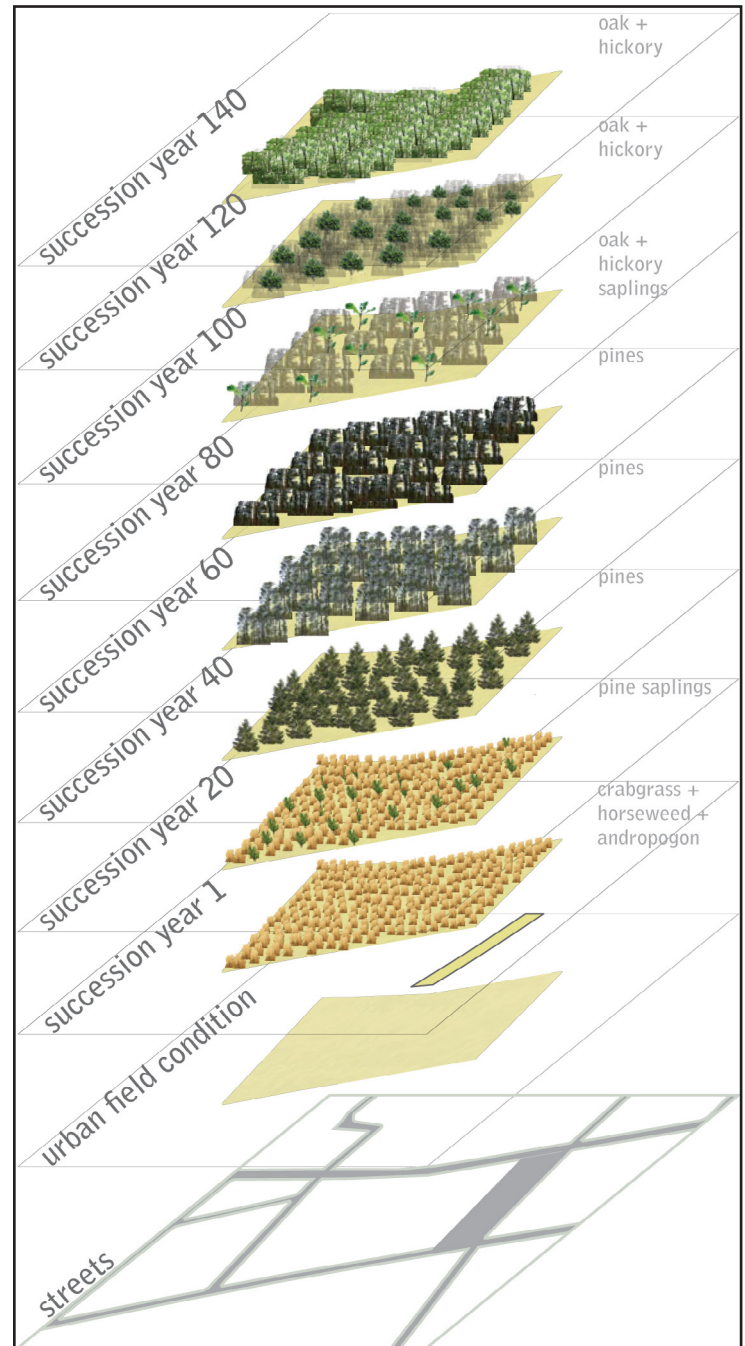 oak +
hickory
succession year 140
oak +
hickory
succession year 120
oak +
hickory
saplings
succession year 100
pines
succession year 80
pines
succession year 60
pines
succession year 40
pine saplings
succession year 20
crabgrass +
horseweed +
andropogon
succession year 1
urban field condition
streets